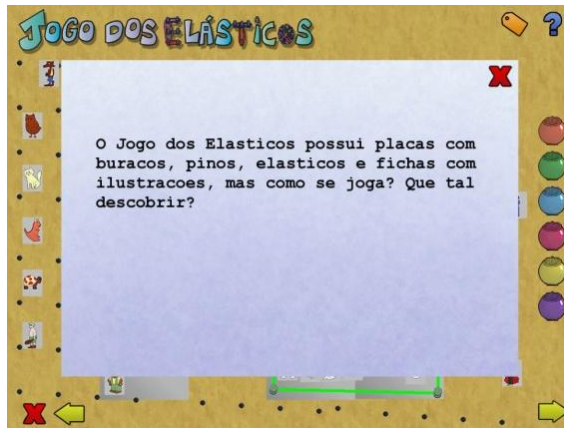 JOGO DOS ELÁSTICOS
?
X
O Jogo dos Elasticos possui placas com
buracos, pinos, elasticos e fichas com
ilustracoes, mas como se joga? Que tal
descobrir?
X